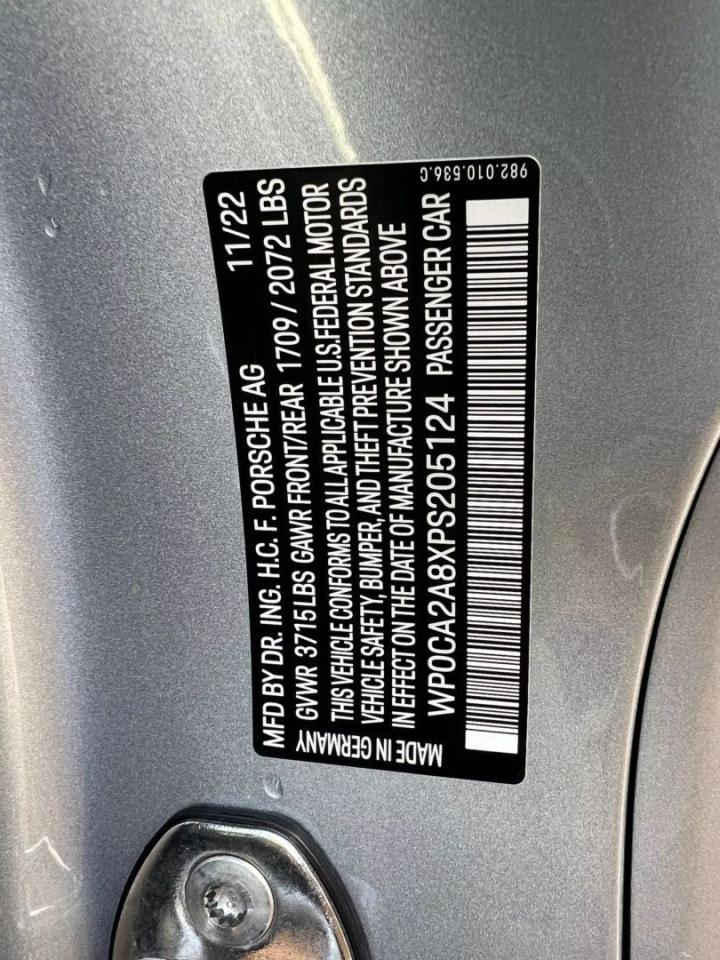 MFD BY DR. ING. H.C. F. PORSCHE AG 11/22
GVWR 3715 LBS GAWR FRONT/REAR 1709 / 2072 LBS
THIS VEHICLE CONFORMS TO ALL APPLICABLE U.S. FEDERAL MOTOR
VEHICLE SAFETY, BUMPER, AND THEFT PREVENTION STANDARDS
IN EFFECT ON THE DATE OF MANUFACTURE SHOWN ABOVE
WP0CA2A8XPS205124 PASSENGER CAR
MADE IN GERMANY
982.010.536.C